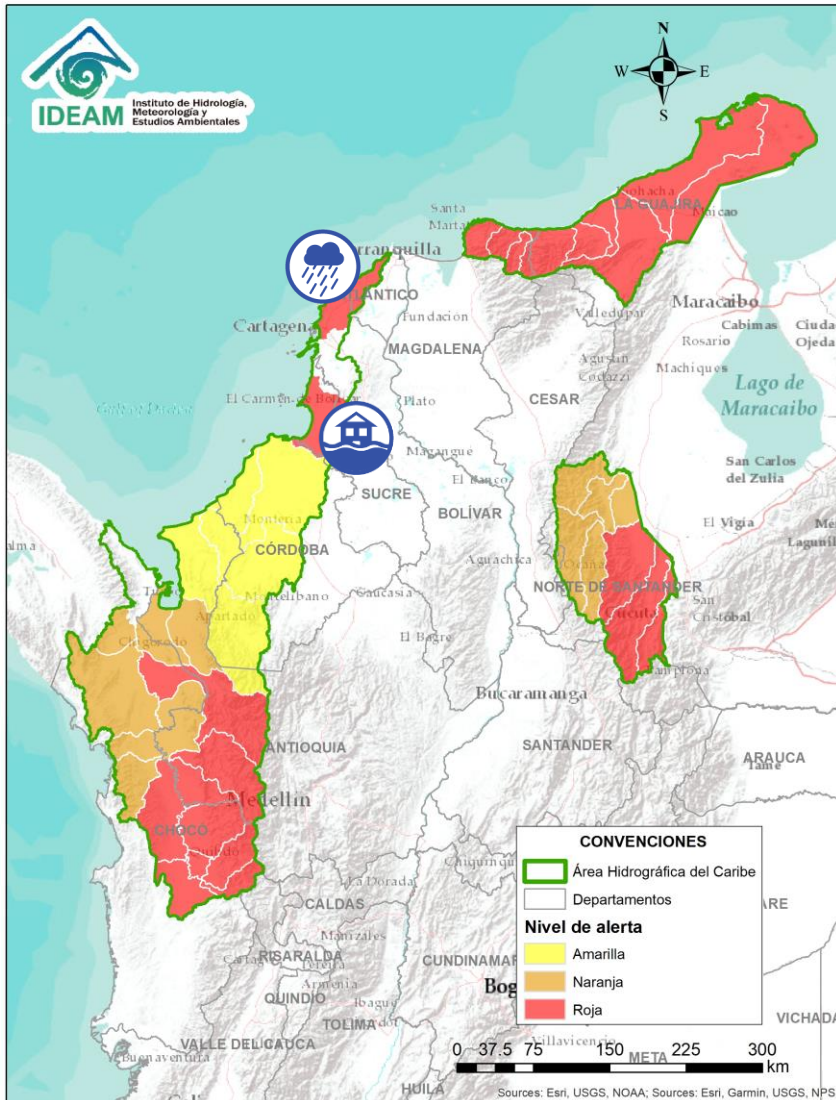 IDEAM
Instituto de Hidrología,
Meteorología y
Estudios Ambientales
N
W
E
S
Santa
Marta
LA GUAJIRA
Maicao
ATLÁNTICO
Cartagena
Fundación
Valledupar
Maracaibo
Cabimas
Ciudad
Ojeda
Rosario
Machiques
MAGDALENA
Agustín
Codazzi
CESAR
Lago de
Maracaibo
El Carmen de Bolívar
Plato
Magangué
San Carlos
del Zulia
SUCRE
El Banco
BOLÍVAR
El Vigía
Montería
CÓRDOBA
Aguachica
Ocaña
NORTE DE SANTANDER
Montelíbano
Caucasia
San
Cristóbal
Cúcuta
Apartadó
Chigorodó
El Bagre
Pamplona
Bucaramanga
ANTIOQUIA
SANTANDER
ARAUCA
Tame
Medellín
CHOCÓ
Quibdó
La Dorada
CALDAS
Manizales
RISARALDA
Pereira
Armenia
QUINDÍO
Ibagué
TOLIMA
CUNDINAMAR
Bog
VICHADA
VALLE DEL CAUCA
Buenaventura
Villavicencio
META
HUILA
CONVENCIONES
Área Hidrográfica del Caribe
Departamentos
Nivel de alerta
Amarilla
Naranja
Roja
0 37.5 75 150 225 300
km
Sources: Esri, USGS, NOAA; Sources: Esri, Garmin, USGS, NPS